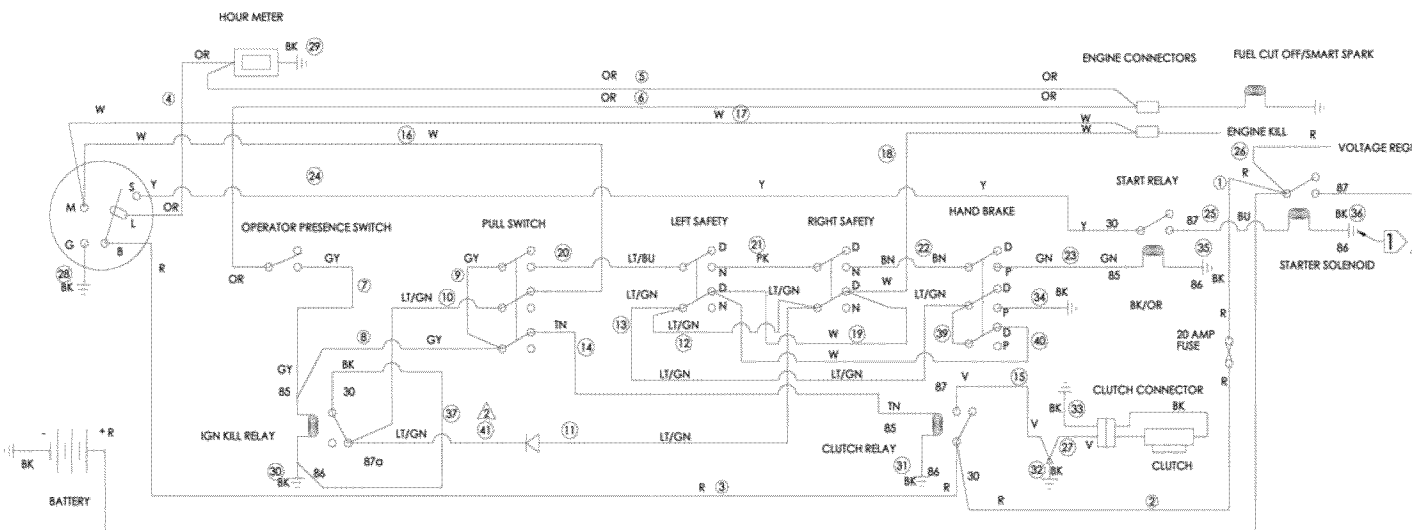 HOUR METER
OR
BK 29
ENGINE CONNECTORS
FUEL CUT OFF/SMART SPARK
OR 5
OR
OR 6
OR
4
W
W 17
W
W
16 W
W
ENGINE KILL
R
VOLTAGE REG
18
26
24
Y
Y
Y
START RELAY
1
R
87
S
M
L
OR
G
B
R
28
BK
OPERATOR PRESENCE SWITCH
PULL SWITCH
LEFT SAFETY
RIGHT SAFETY
HAND BRAKE
Y
30
87
25
BU
BK 36
86
1
STARTER SOLENOID
OR
GY
7
GY
9
20
LT/BU
D
N
21
PK
D
N
22
BN
BN
D
P
23
GN
GN
85
35
86
BK
BK/OR
LT/GN
10
LT/GN
13
D
N
LT/GN
12
LT/GN
D
N
W
W 19
W
LT/GN
D
P
34
BK
39
D
P
40
8
GY
TN
14
LT/GN
LT/GN
R
20 AMP
FUSE
R
GY
85
BK
30
IGN KILL RELAY
LT/GN
87a
37
2
41
11
LT/GN
TN
85
CLUTCH RELAY
87
V
15
V
BK 33
CLUTCH CONNECTOR
BK
27
V
32
BK
CLUTCH
- + R
BK
BATTERY
30
BK
86
31
BK
86
R 3
R
30
R
2